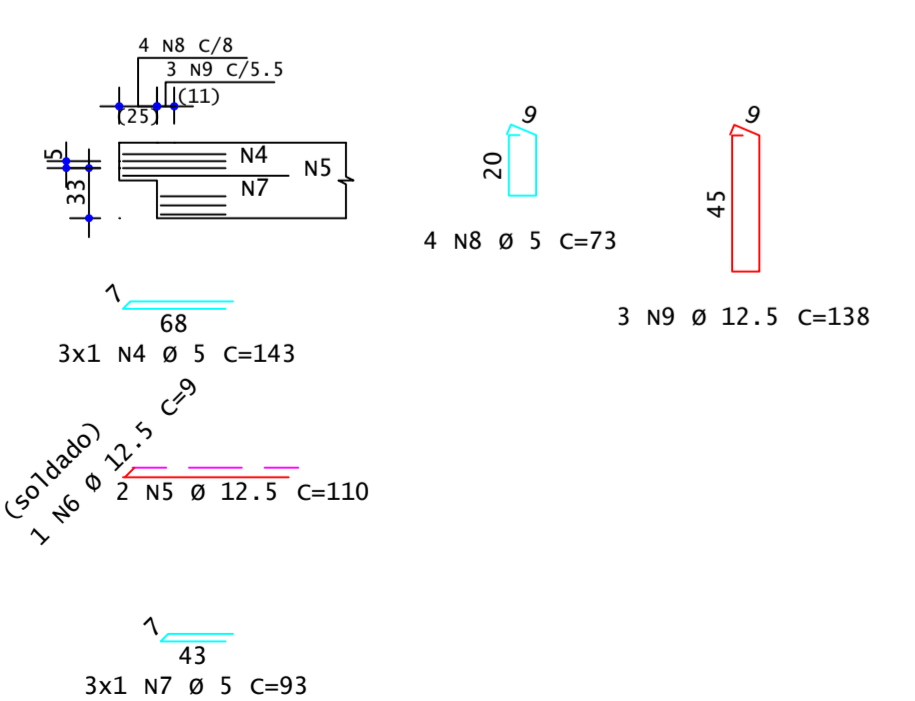 4 N8 C/8
3 N9 C/5.5
(11)
(25)
5
33
N4
N5
N7
9
20
4 N8 Ø 5 C=73
9
45
3 N9 Ø 12.5 C=138
7
68
3x1 N4 Ø 5 C=143
(soldado)
1 N6 Ø 12.5 C=9
2 N5 Ø 12.5 C=110
7
43
3x1 N7 Ø 5 C=93